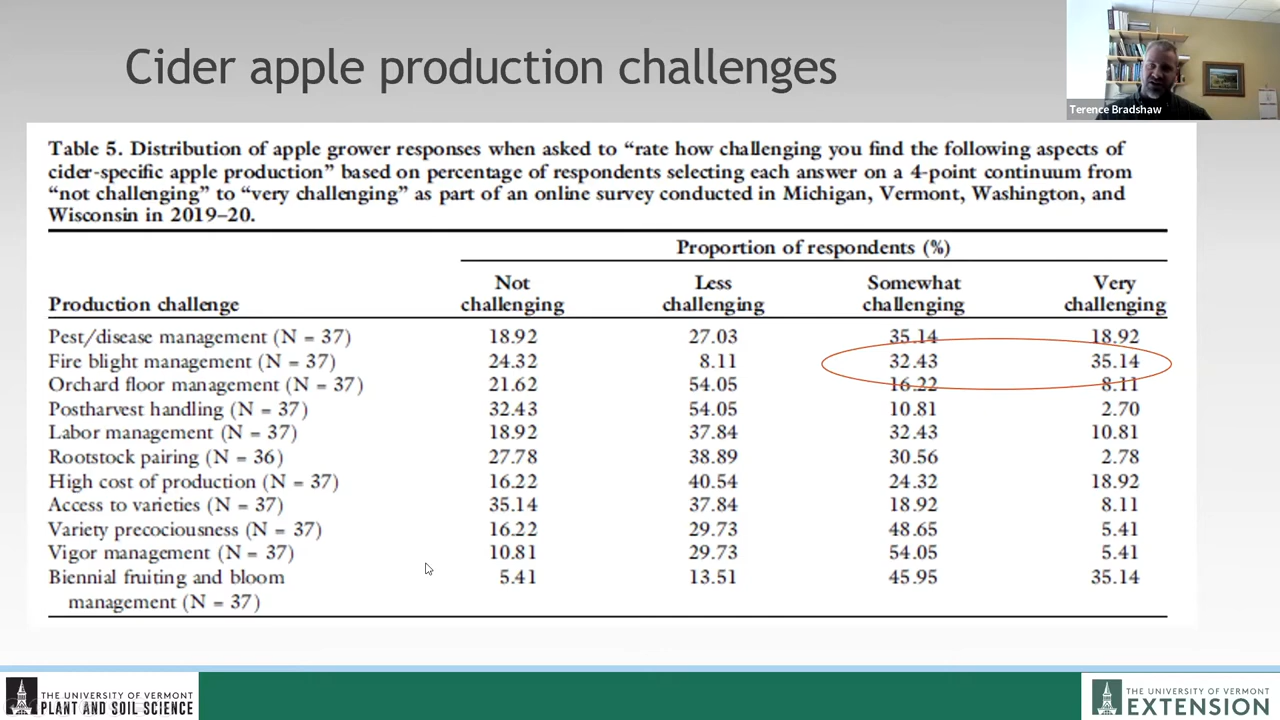 Cider apple production challenges
Terence Bradshaw
Table 5. Distribution of apple grower responses when asked to “rate how challenging you find the following aspects of
cider-specific apple production” based on percentage of respondents selecting each answer on a 4-point continuum from
“not challenging” to “very challenging” as part of an online survey conducted in Michigan, Vermont, Washington, and
Wisconsin in 2019–20.
Proportion of respondents (%)
Not Less Somewhat Very
Production challenge challenging challenging challenging challenging
Pest/disease management (N = 37) 18.92 27.03 35.14 18.92
Fire blight management (N = 37) 24.32 8.11 32.43 35.14
Orchard floor management (N = 37) 21.62 54.05 16.22 8.11
Postharvest handling (N = 37) 32.43 54.05 10.81 2.70
Labor management (N = 37) 18.92 37.84 32.43 10.81
Rootstock pairing (N = 36) 27.78 38.89 30.56 2.78
High cost of production (N = 37) 16.22 40.54 24.32 18.92
Access to varieties (N = 37) 35.14 37.84 18.92 8.11
Variety precociousness (N = 37) 16.22 29.73 48.65 5.41
Vigor management (N = 37) 10.81 29.73 54.05 5.41
Biennial fruiting and bloom 5.41 13.51 45.95 35.14
management (N = 37)
THE UNIVERSITY OF VERMONT
PLANT AND SOIL SCIENCE
THE UNIVERSITY OF VERMONT
EXTENSION